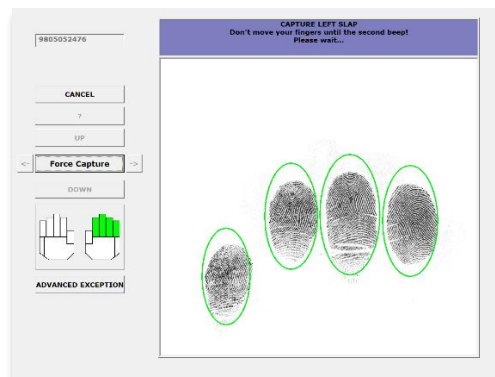 CAPTURE LEFT SLAP
Don't move your fingers until the second beep!
Please wait...
9805052476
CANCEL
?
UP
<- Force Capture ->
DOWN
ADVANCED EXCEPTION